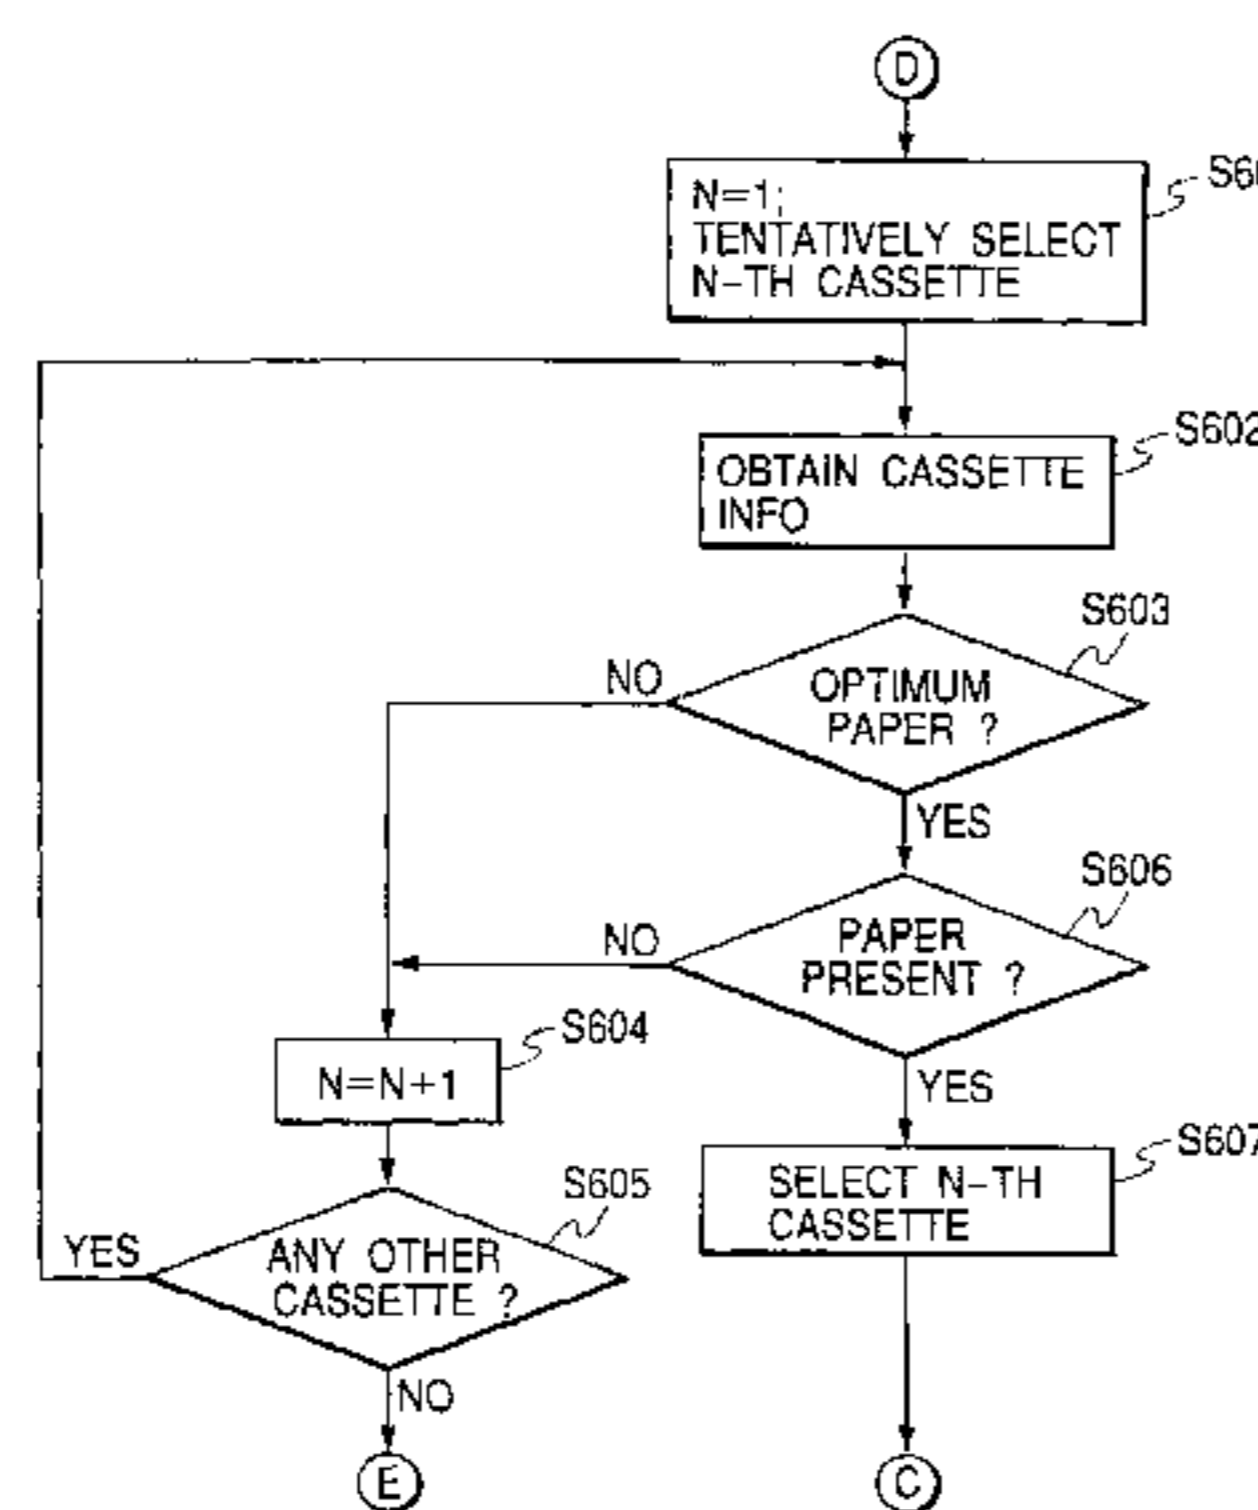 D
N=1;
TENTATIVELY SELECT
N-TH CASSETTE
OBTAIN CASSETTE
INFO
S602
S603
NO
OPTIMUM
PAPER ?
YES
S606
NO
PAPER
PRESENT ?
YES
S604
N=N+1
S605
YES
ANY OTHER
CASSETTE ?
NO
E
S607
SELECT N-TH
CASSETTE
C